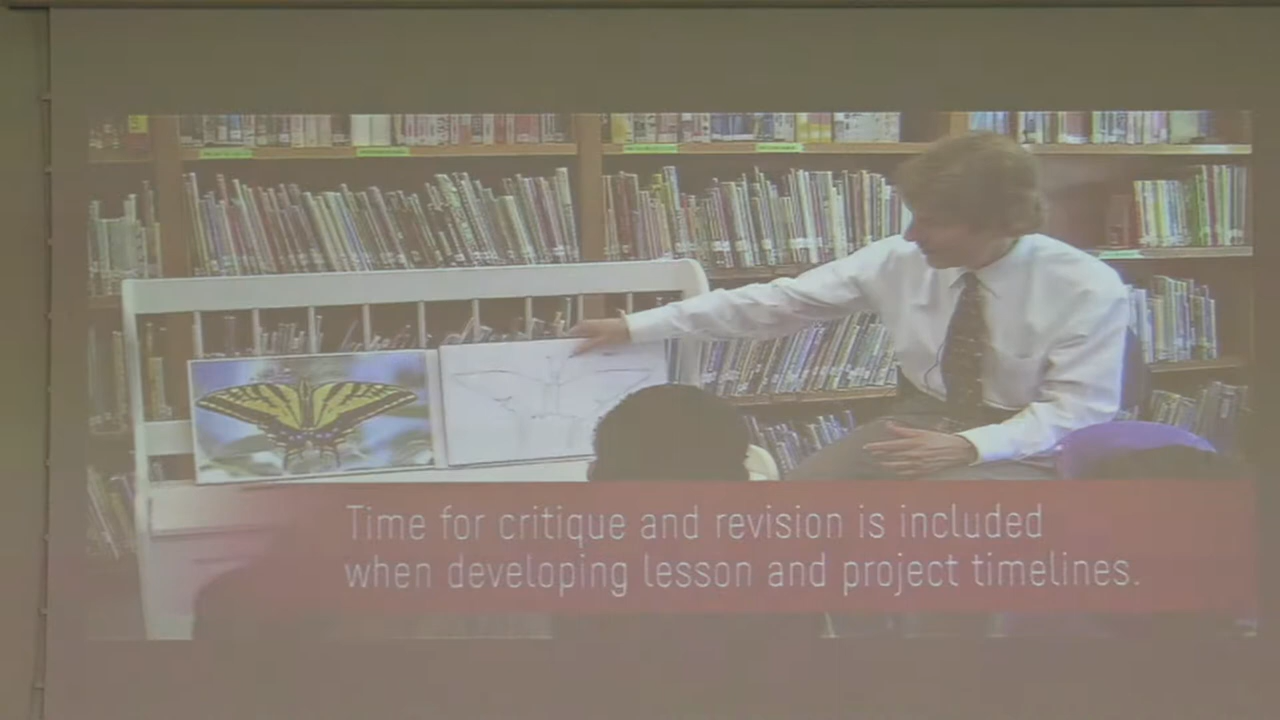 Time for critique and revision is included
when developing lesson and project timelines.